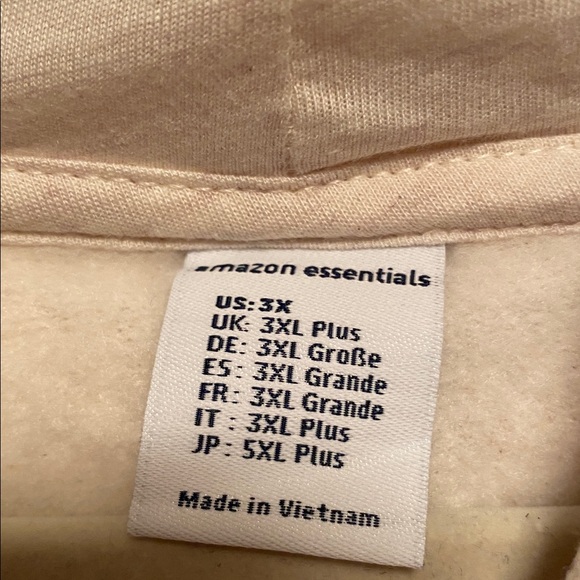 amazon essentials
US: 3X
UK: 3XL Plus
DE: 3XL Große
ES: 3XL Grande
FR: 3XL Grande
IT : 3XL Plus
JP: 5XL Plus
Made in Vietnam